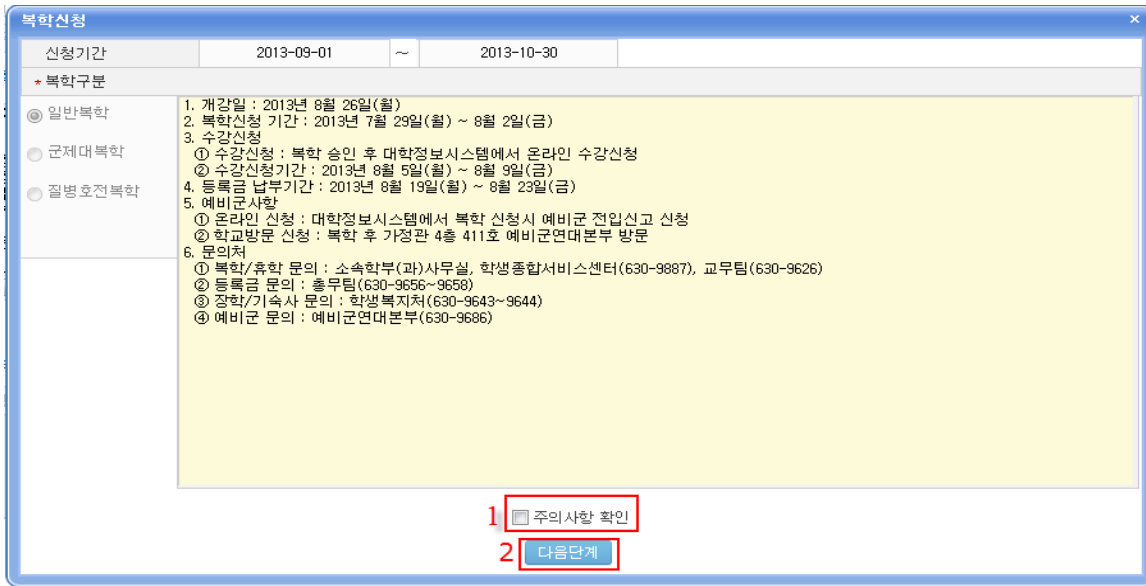 복학신청
신청기간 2013-09-01 ~ 2013-10-30
* 복학구분
일반복학
군제대복학
질병호전복학
1. 개강일 : 2013년 8월 26일(월)
2. 복학신청 기간 : 2013년 7월 29일(월) ~ 8월 2일(금)
3. 수강신청
① 수강신청 : 복학 승인 후 대학정보시스템에서 온라인 수강신청
② 수강신청기간 : 2013년 8월 5일(월) ~ 8월 9일(금)
4. 등록금 납부기간 : 2013년 8월 19일(월) ~ 8월 23일(금)
5. 예비군사항
① 온라인 신청 : 대학정보시스템에서 복학 신청시 예비군 전입신고 신청
② 학교방문 신청 : 복학 후 가정관 4층 411호 예비군연대본부 방문
6. 문의처
① 복학/휴학 문의 : 소속학부(과)사무실, 학생종합서비스센터(630-9887), 교무팀(630-9626)
② 등록금 문의 : 총무팀(630-9656~9658)
③ 장학/기숙사 문의 : 학생복지처(630-9643~9644)
④ 예비군 문의 : 예비군연대본부(630-9686)
1 주의사항 확인
2 다음단계